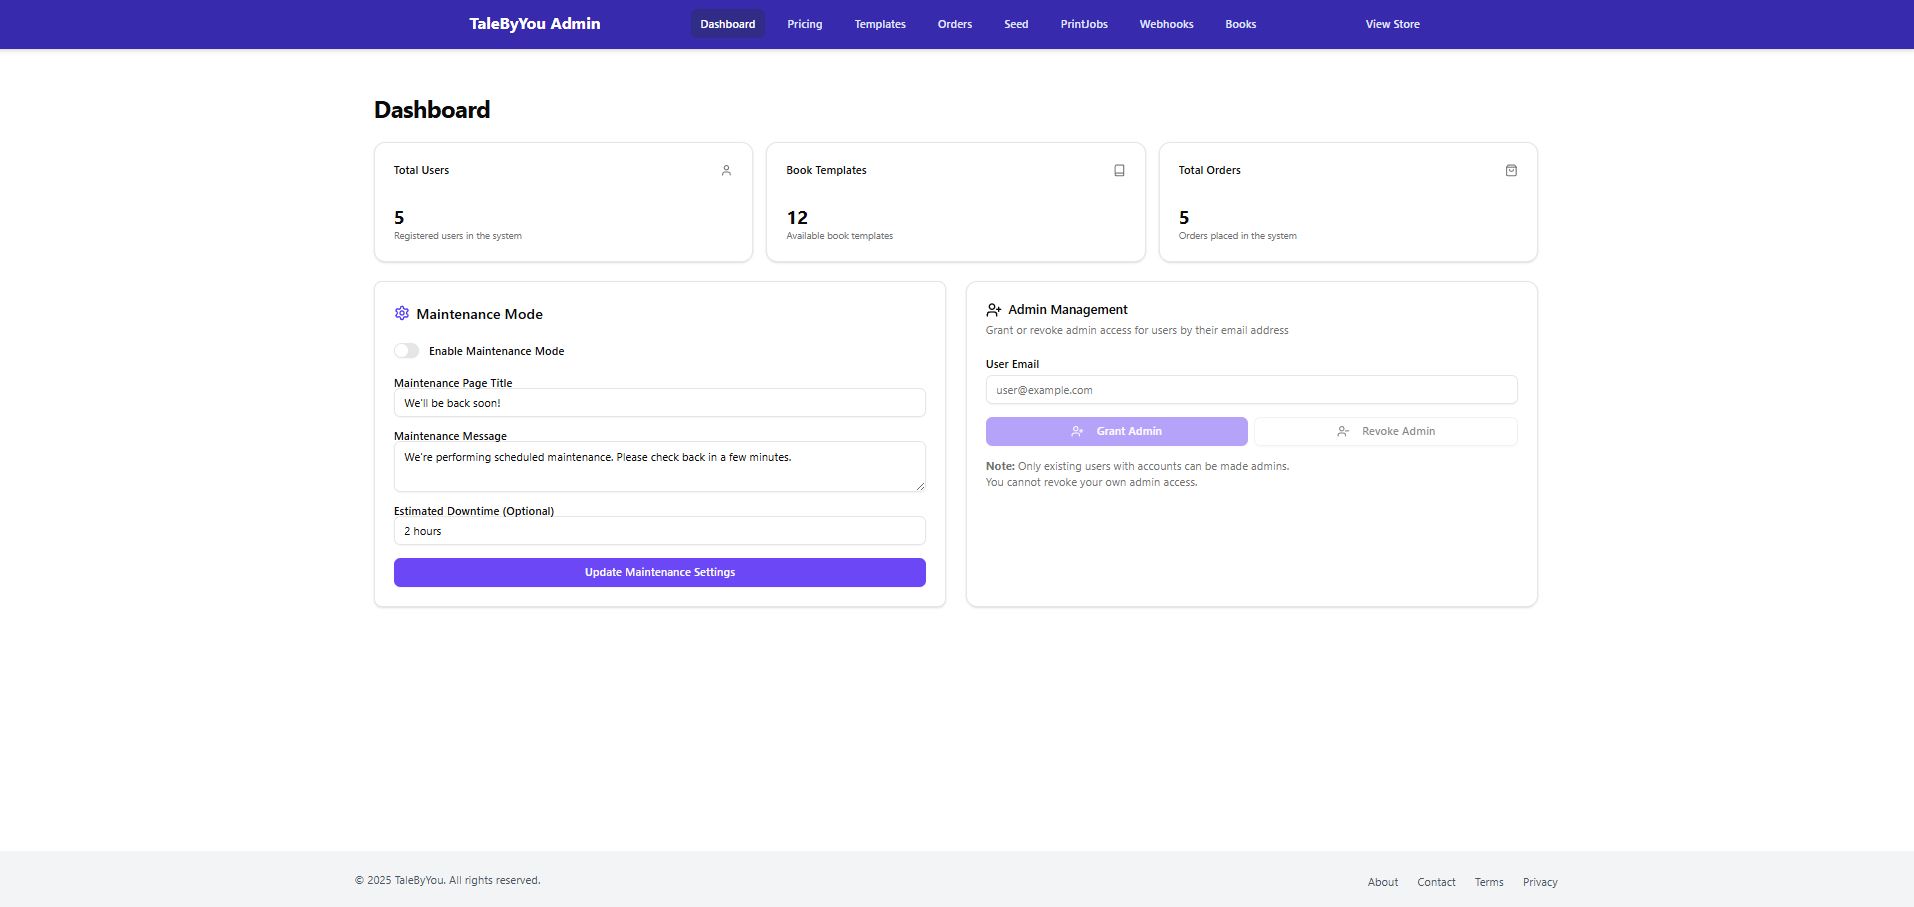 TaleByYou Admin
Dashboard
Pricing
Templates
Orders
Seed
PrintJobs
Webhooks
Books
View Store
Dashboard
Total Users
5
Registered users in the system
Book Templates
12
Available book templates
Total Orders
5
Orders placed in the system
Maintenance Mode
Enable Maintenance Mode
Maintenance Page Title
We'll be back soon!
Maintenance Message
We're performing scheduled maintenance. Please check back in a few minutes.
Estimated Downtime (Optional)
2 hours
Update Maintenance Settings
Admin Management
Grant or revoke admin access for users by their email address
User Email
user@example.com
Grant Admin
Revoke Admin
Note: Only existing users with accounts can be made admins.
You cannot revoke your own admin access.
© 2025 TaleByYou. All rights reserved.
About
Contact
Terms
Privacy